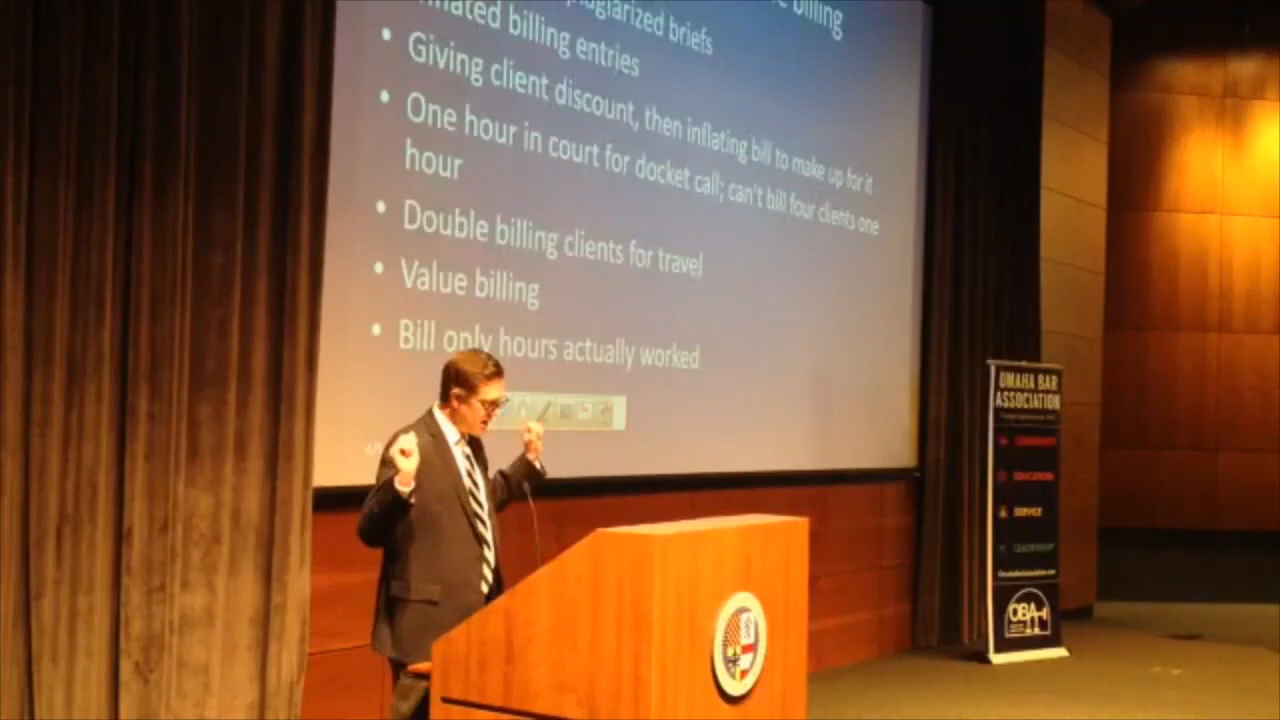 billing
plagiarized briefs
billing entries
• Giving client discount, then inflating bill to make up for it
• One hour in court for docket call; can't bill four clients one
hour
• Double billing clients for travel
• Value billing
• Bill only hours actually worked
OMAHA BAR
ASSOCIATION
EDUCATION
SERVICE
LEADERSHIP
OBA